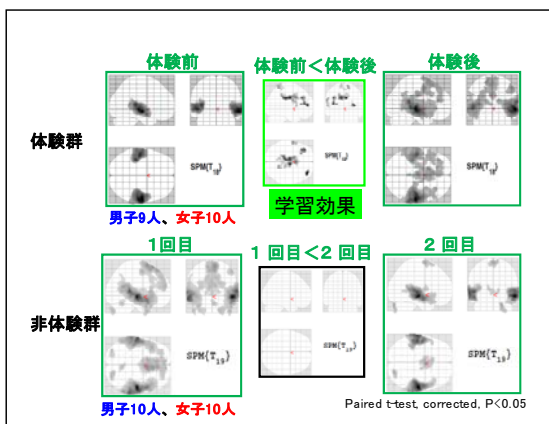 体験前
体験前＜体験後
体験後
体験群
SPM{T18}
SPM{T18}
SPM{T18}
学習効果
男子9人、女子10人
1回目
1 回目＜2 回目
2 回目
非体験群
SPM{T19}
SPM{T19}
SPM{T19}
男子10人、女子10人
Paired t-test, corrected, P<0.05